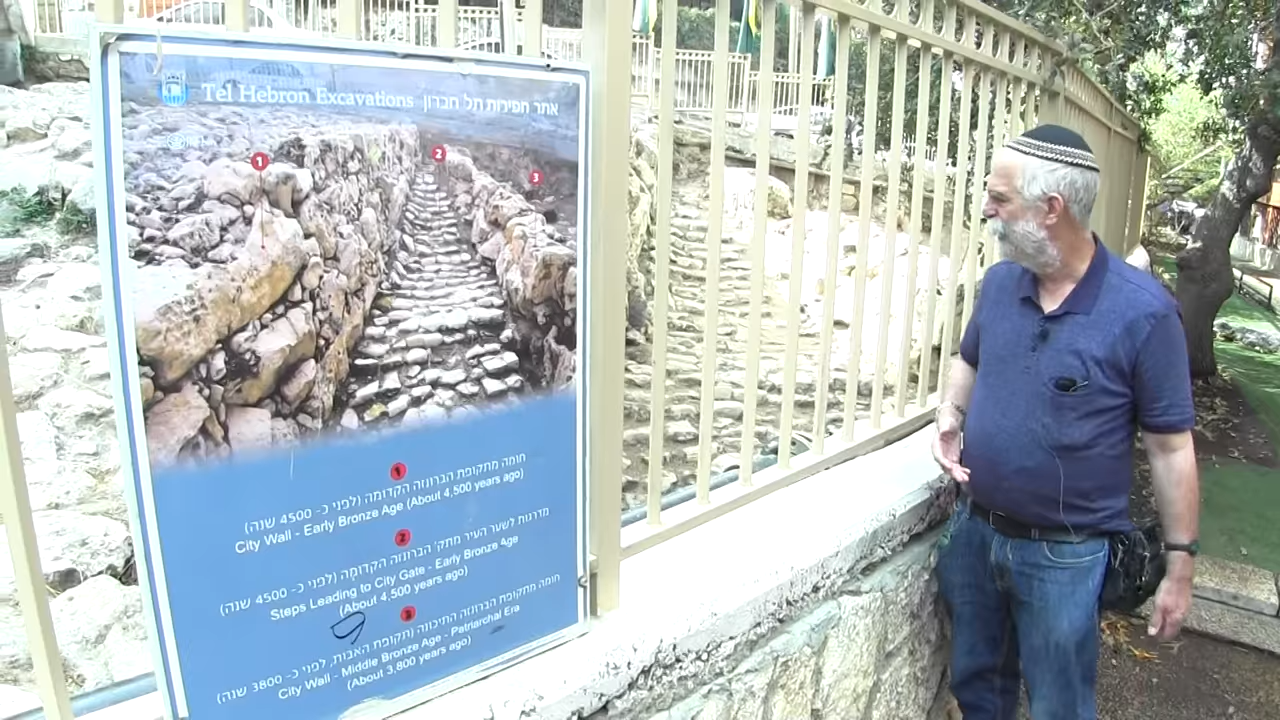 Tel Hebron Excavations אתר חפירות תל חברון
1
2
3
1
חומה מתקופת הברונזה הקדומה (לפני כ- 4500 שנה)
City Wall - Early Bronze Age (About 4,500 years ago)
2
מדרגות לשער העיר מתק' הברונזה הקדומה (לפני כ- 4500 שנה)
Steps Leading to City Gate - Early Bronze Age
(About 4,500 years ago)
3
חומה מתקופת הברונזה התיכונה (תקופת האבות, לפני כ- 3800 שנה)
City Wall - Middle Bronze Age - Patriarchal Era
(About 3,800 years ago)